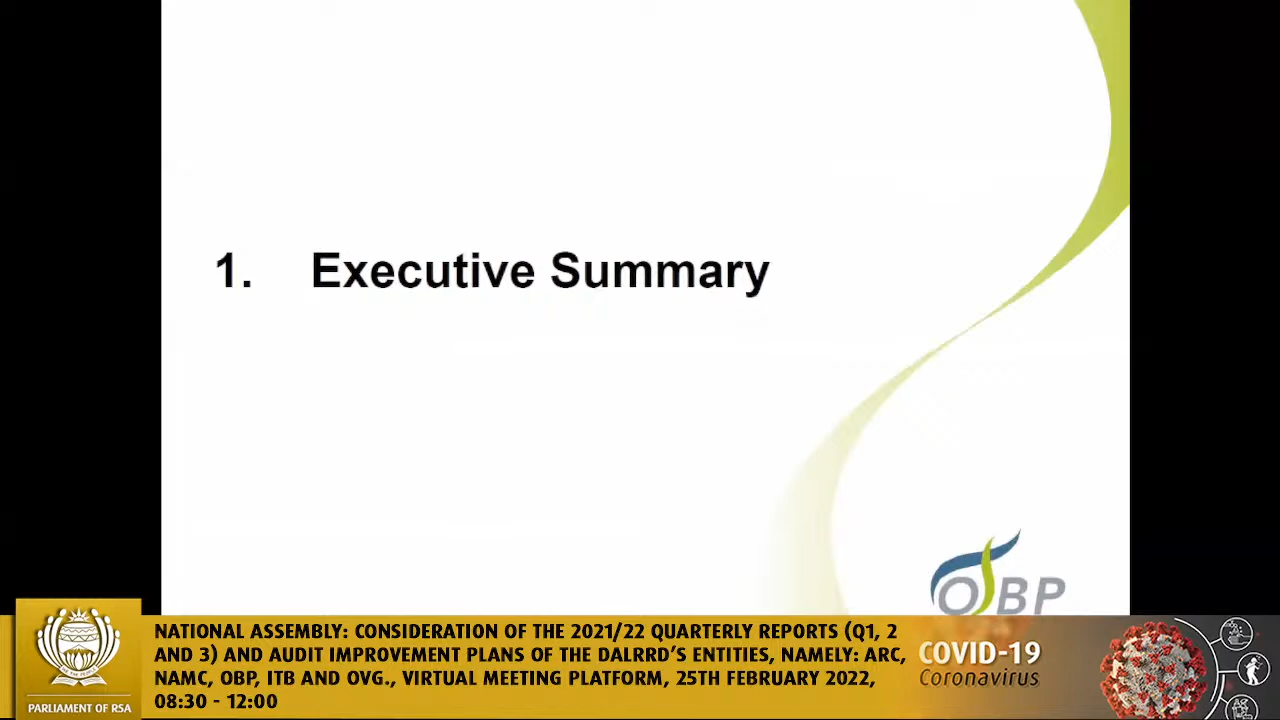 1. Executive Summary
OBP
NATIONAL ASSEMBLY: CONSIDERATION OF THE 2021/22 QUARTERLY REPORTS (Q1, 2
AND 3) AND AUDIT IMPROVEMENT PLANS OF THE DALRRD'S ENTITIES, NAMELY: ARC,
NAMC, OBP, ITB AND OVG., VIRTUAL MEETING PLATFORM, 25TH FEBRUARY 2022,
08:30 - 12:00
PARLIAMENT OF RSA
COVID-19
Coronavirus